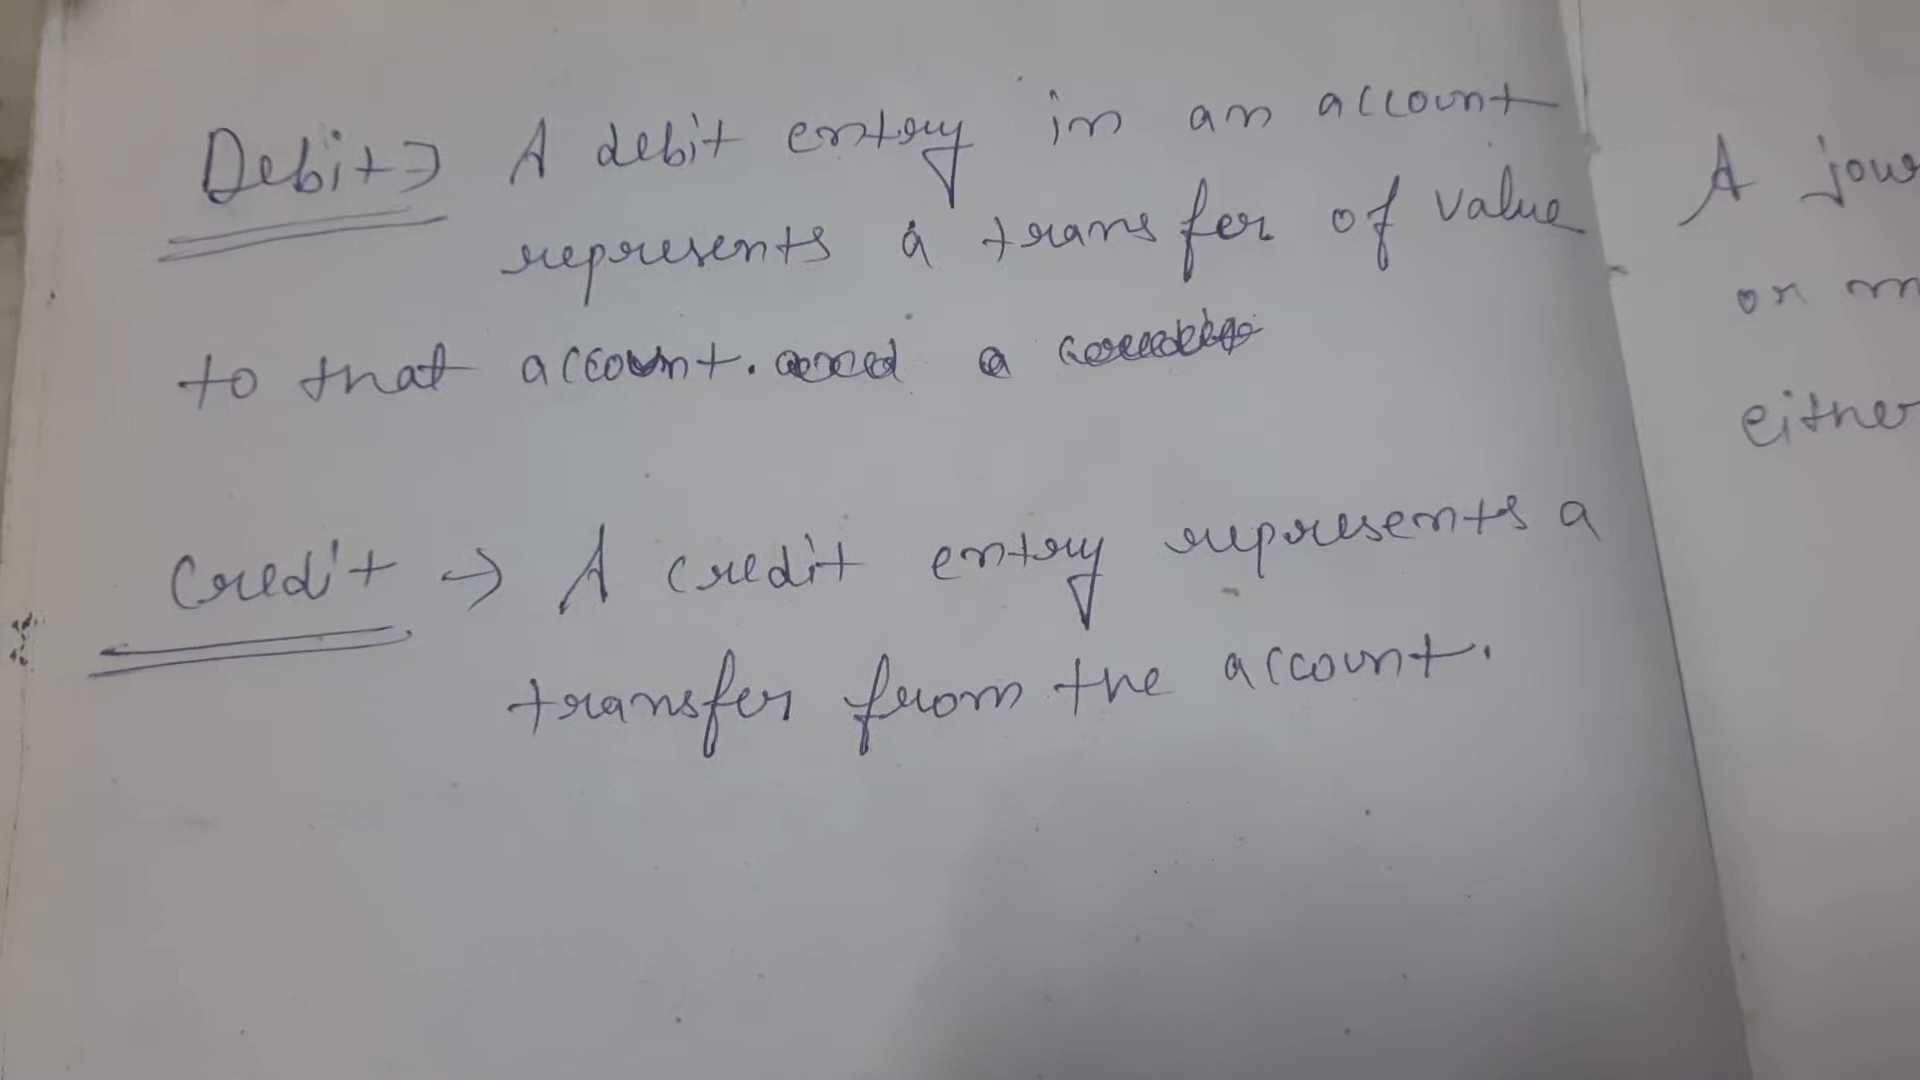 Debit → A debit entry in an account
represents a transfer of value
to that account. and a
Credit → A credit entry represents a
transfer from the account.
A jour
or m
either